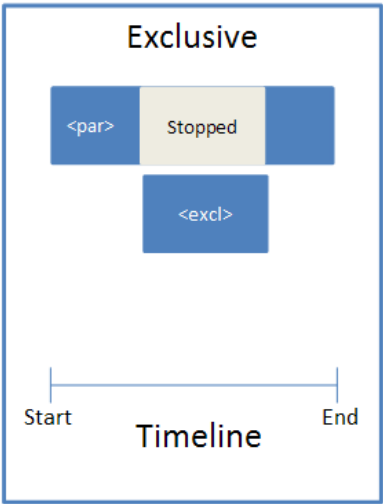 Exclusive
<par>
Stopped
<excl>
Start
End
Timeline